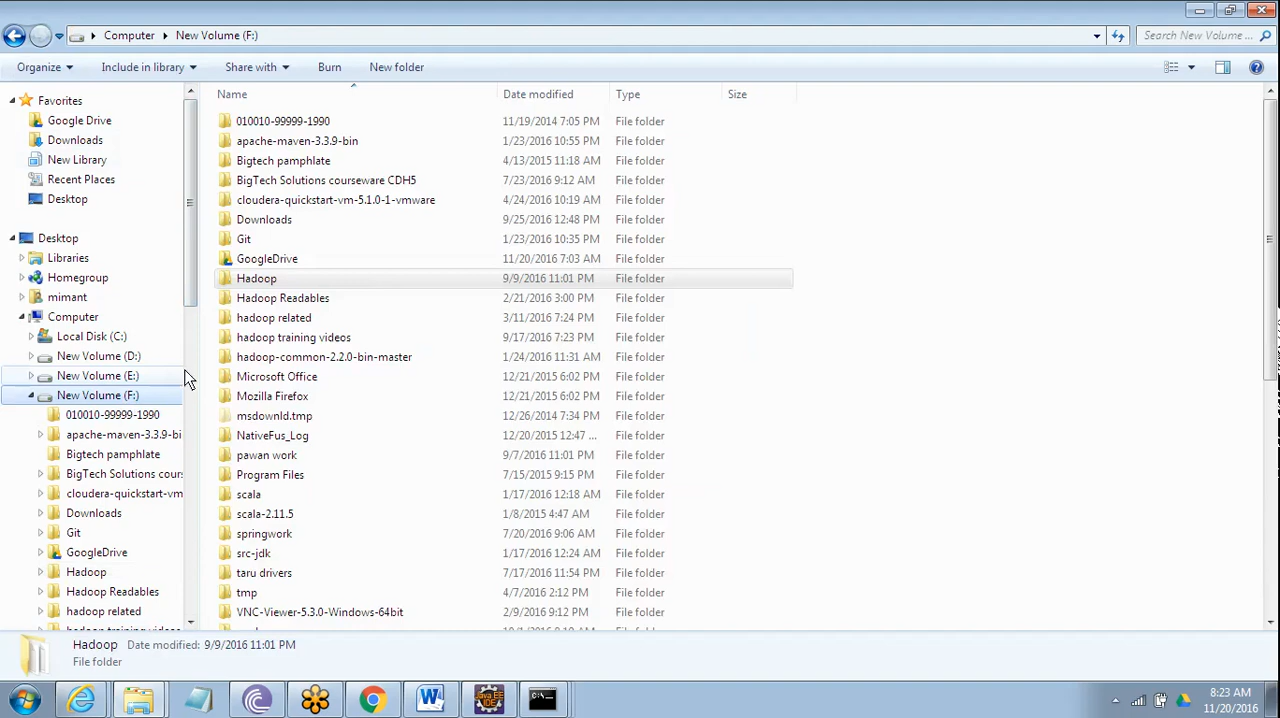 Computer New Volume (F:) Search New Volume ...
Organize Include in library Share with Burn New folder
Name Date modified Type Size
Favorites
Google Drive
Downloads
New Library
Recent Places
Desktop
Desktop
Libraries
Homegroup
mimant
Computer
Local Disk (C:)
New Volume (D:)
New Volume (E:)
New Volume (F:)
010010-99999-1990
apache-maven-3.3.9-bi
Bigtech pamphlate
BigTech Solutions cours
cloudera-quickstart-vm
Downloads
Git
GoogleDrive
Hadoop
Hadoop Readables
hadoop related
hadoop training videos
010010-99999-1990 11/19/2014 7:05 PM File folder
apache-maven-3.3.9-bin 1/23/2016 10:55 PM File folder
Bigtech pamphlate 4/13/2015 11:18 AM File folder
BigTech Solutions courseware CDH5 7/23/2016 9:12 AM File folder
cloudera-quickstart-vm-5.1.0-1-vmware 4/24/2016 10:19 AM File folder
Downloads 9/25/2016 12:48 PM File folder
Git 1/23/2016 10:35 PM File folder
GoogleDrive 11/20/2016 7:03 AM File folder
Hadoop 9/9/2016 11:01 PM File folder
Hadoop Readables 2/21/2016 3:00 PM File folder
hadoop related 3/11/2016 7:24 PM File folder
hadoop training videos 9/17/2016 7:23 PM File folder
hadoop-common-2.2.0-bin-master 1/24/2016 11:31 AM File folder
Microsoft Office 12/21/2015 6:02 PM File folder
Mozilla Firefox 12/21/2015 6:02 PM File folder
msdownld.tmp 12/26/2014 7:34 PM File folder
NativeFus_Log 12/20/2015 12:47 ... File folder
pawan work 9/7/2016 11:01 PM File folder
Program Files 7/15/2015 9:15 PM File folder
scala 1/17/2016 12:18 AM File folder
scala-2.11.5 1/8/2015 4:47 AM File folder
springwork 7/20/2016 9:06 AM File folder
src-jdk 1/17/2016 12:24 AM File folder
taru drivers 7/17/2016 11:54 PM File folder
tmp 4/7/2016 2:12 PM File folder
VNC-Viewer-5.3.0-Windows-64bit 2/9/2016 9:12 PM File folder
Hadoop Date modified: 9/9/2016 11:01 PM
File folder
Java EE
IDE
C:\
8:23 AM
11/20/2016